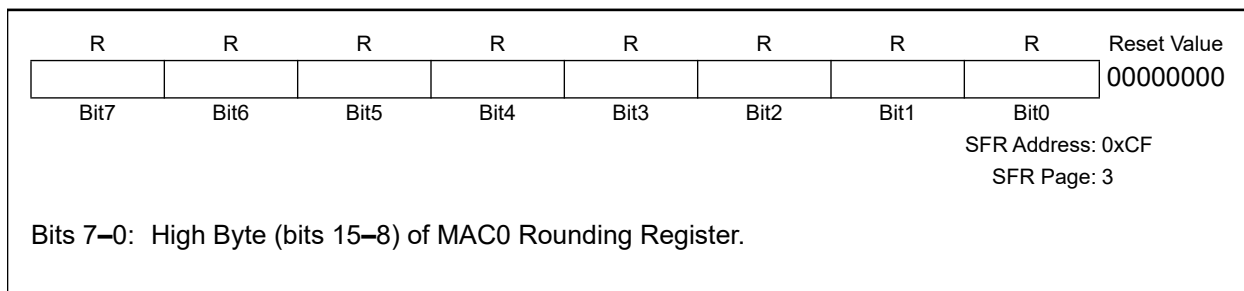 R R R R R R R R Reset Value
00000000
Bit7 Bit6 Bit5 Bit4 Bit3 Bit2 Bit1 Bit0
SFR Address: 0xCF
SFR Page: 3
Bits 7–0: High Byte (bits 15–8) of MAC0 Rounding Register.